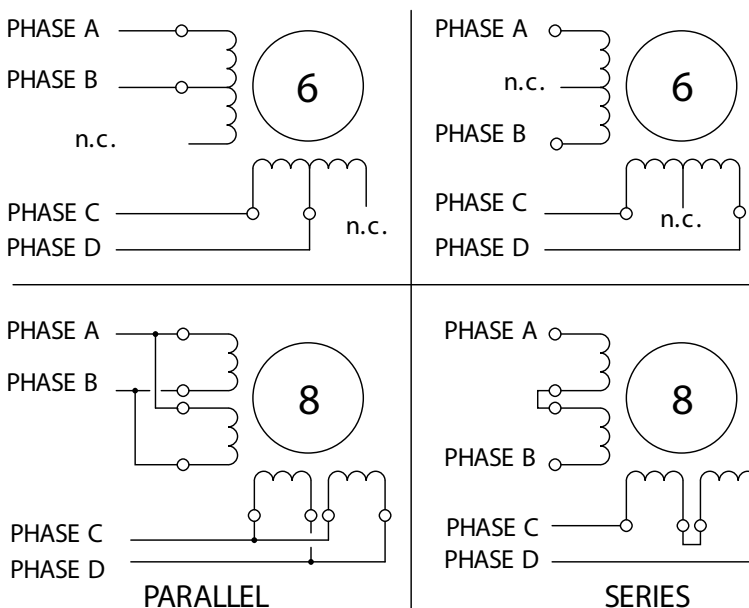 PHASE A
6
PHASE B
n.c.
PHASE C
n.c.
PHASE D
PHASE A
n.c.
6
PHASE B
PHASE C
n.c.
PHASE D
PHASE A
PHASE B
8
PHASE C
PHASE D
PARALLEL
PHASE A
8
PHASE B
PHASE C
PHASE D
SERIES